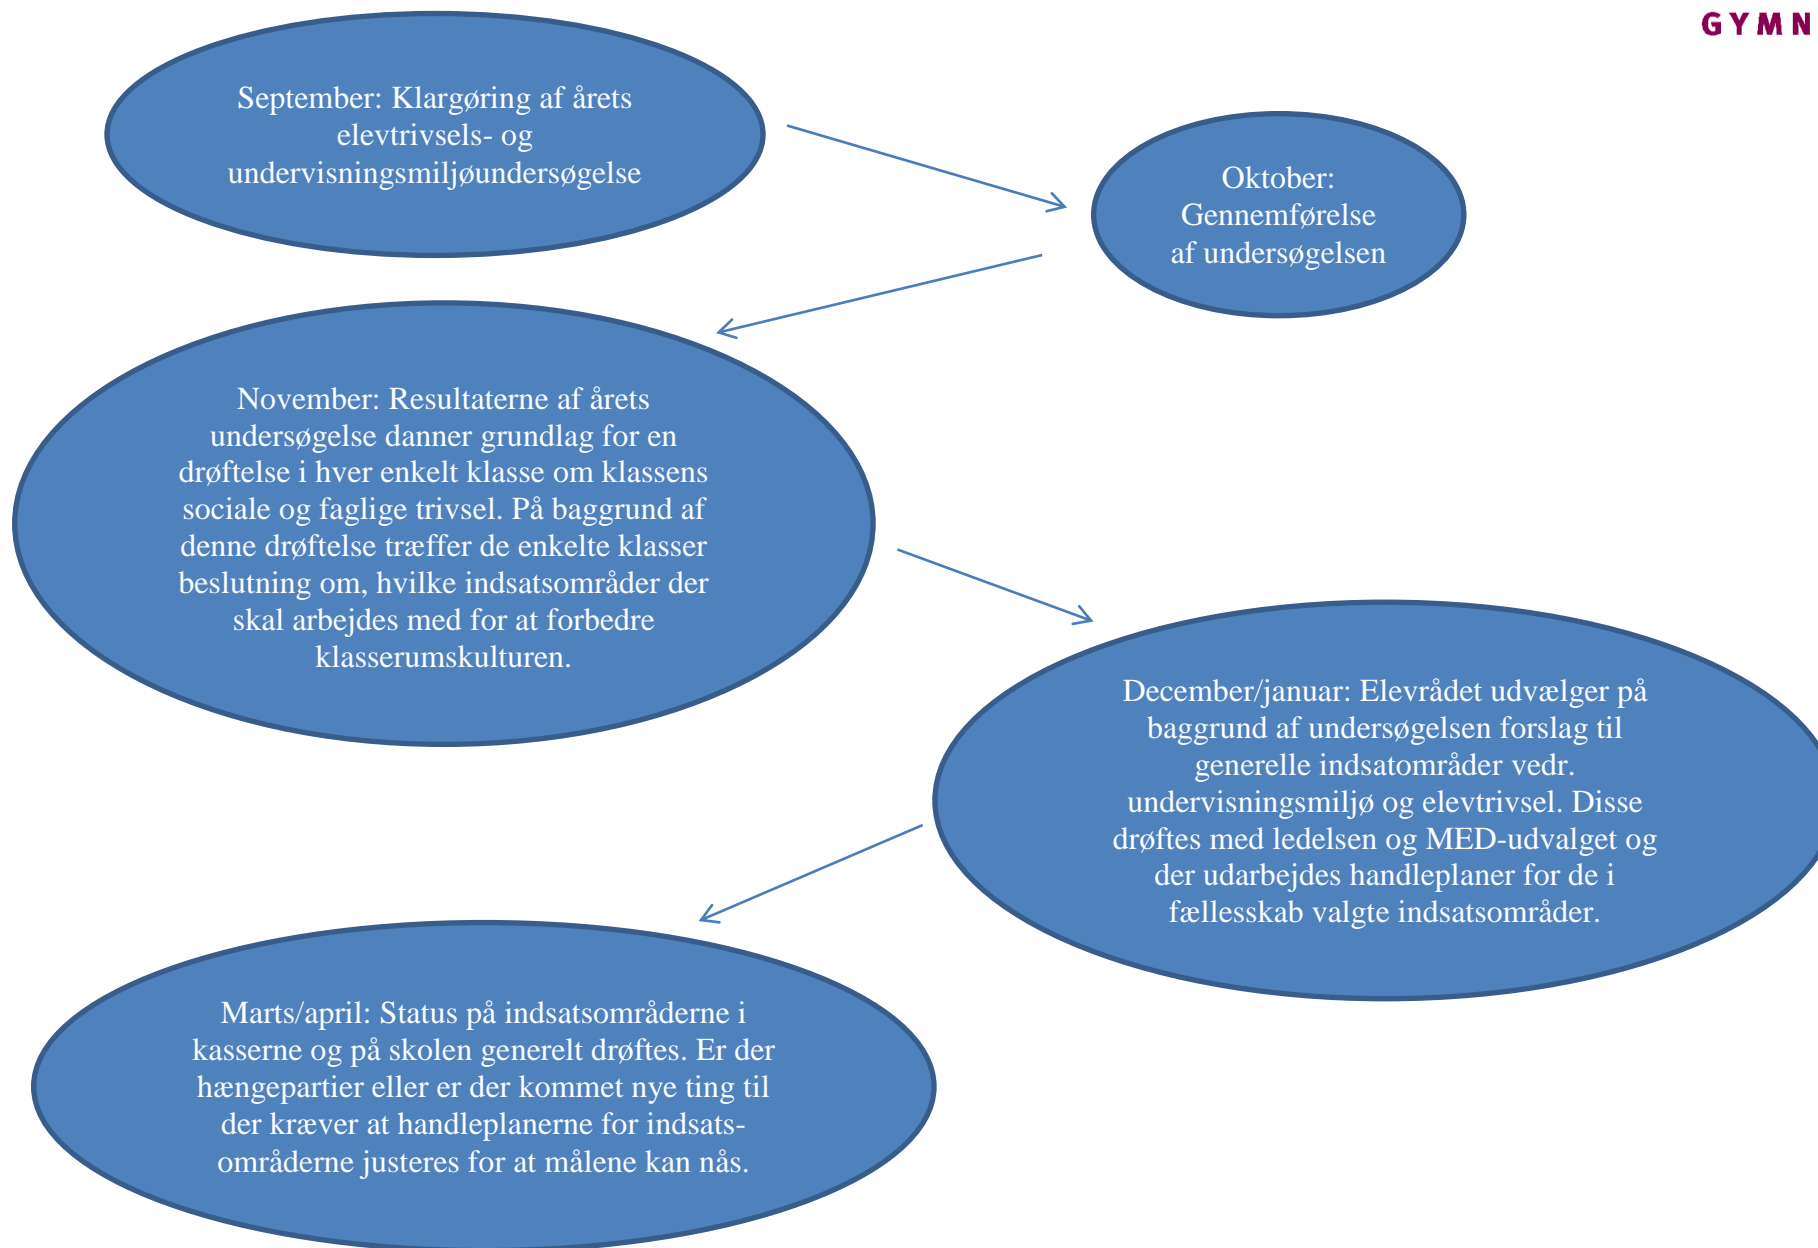 GYMN
September: Klargøring af årets
elevtrivsels- og
undervisningsmiljøundersøgelse
Oktober:
Gennemførelse
af undersøgelsen
November: Resultaterne af årets
undersøgelse danner grundlag for en
drøftelse i hver enkelt klasse om klassens
sociale og faglige trivsel. På baggrund af
denne drøftelse træffer de enkelte klasser
beslutning om, hvilke indsatsområder der
skal arbejdes med for at forbedre
klasserumskulturen.
December/januar: Elevrådet udvælger på
baggrund af undersøgelsen forslag til
generelle indsatområder vedr.
undervisningsmiljø og elevtrivsel. Disse
drøftes med ledelsen og MED-udvalget og
der udarbejdes handleplaner for de i
fællesskab valgte indsatsområder.
Marts/april: Status på indsatsområderne i
kasserne og på skolen generelt drøftes. Er der
hængepartier eller er der kommet nye ting til
der kræver at handleplanerne for indsats-
områderne justeres for at målene kan nås.